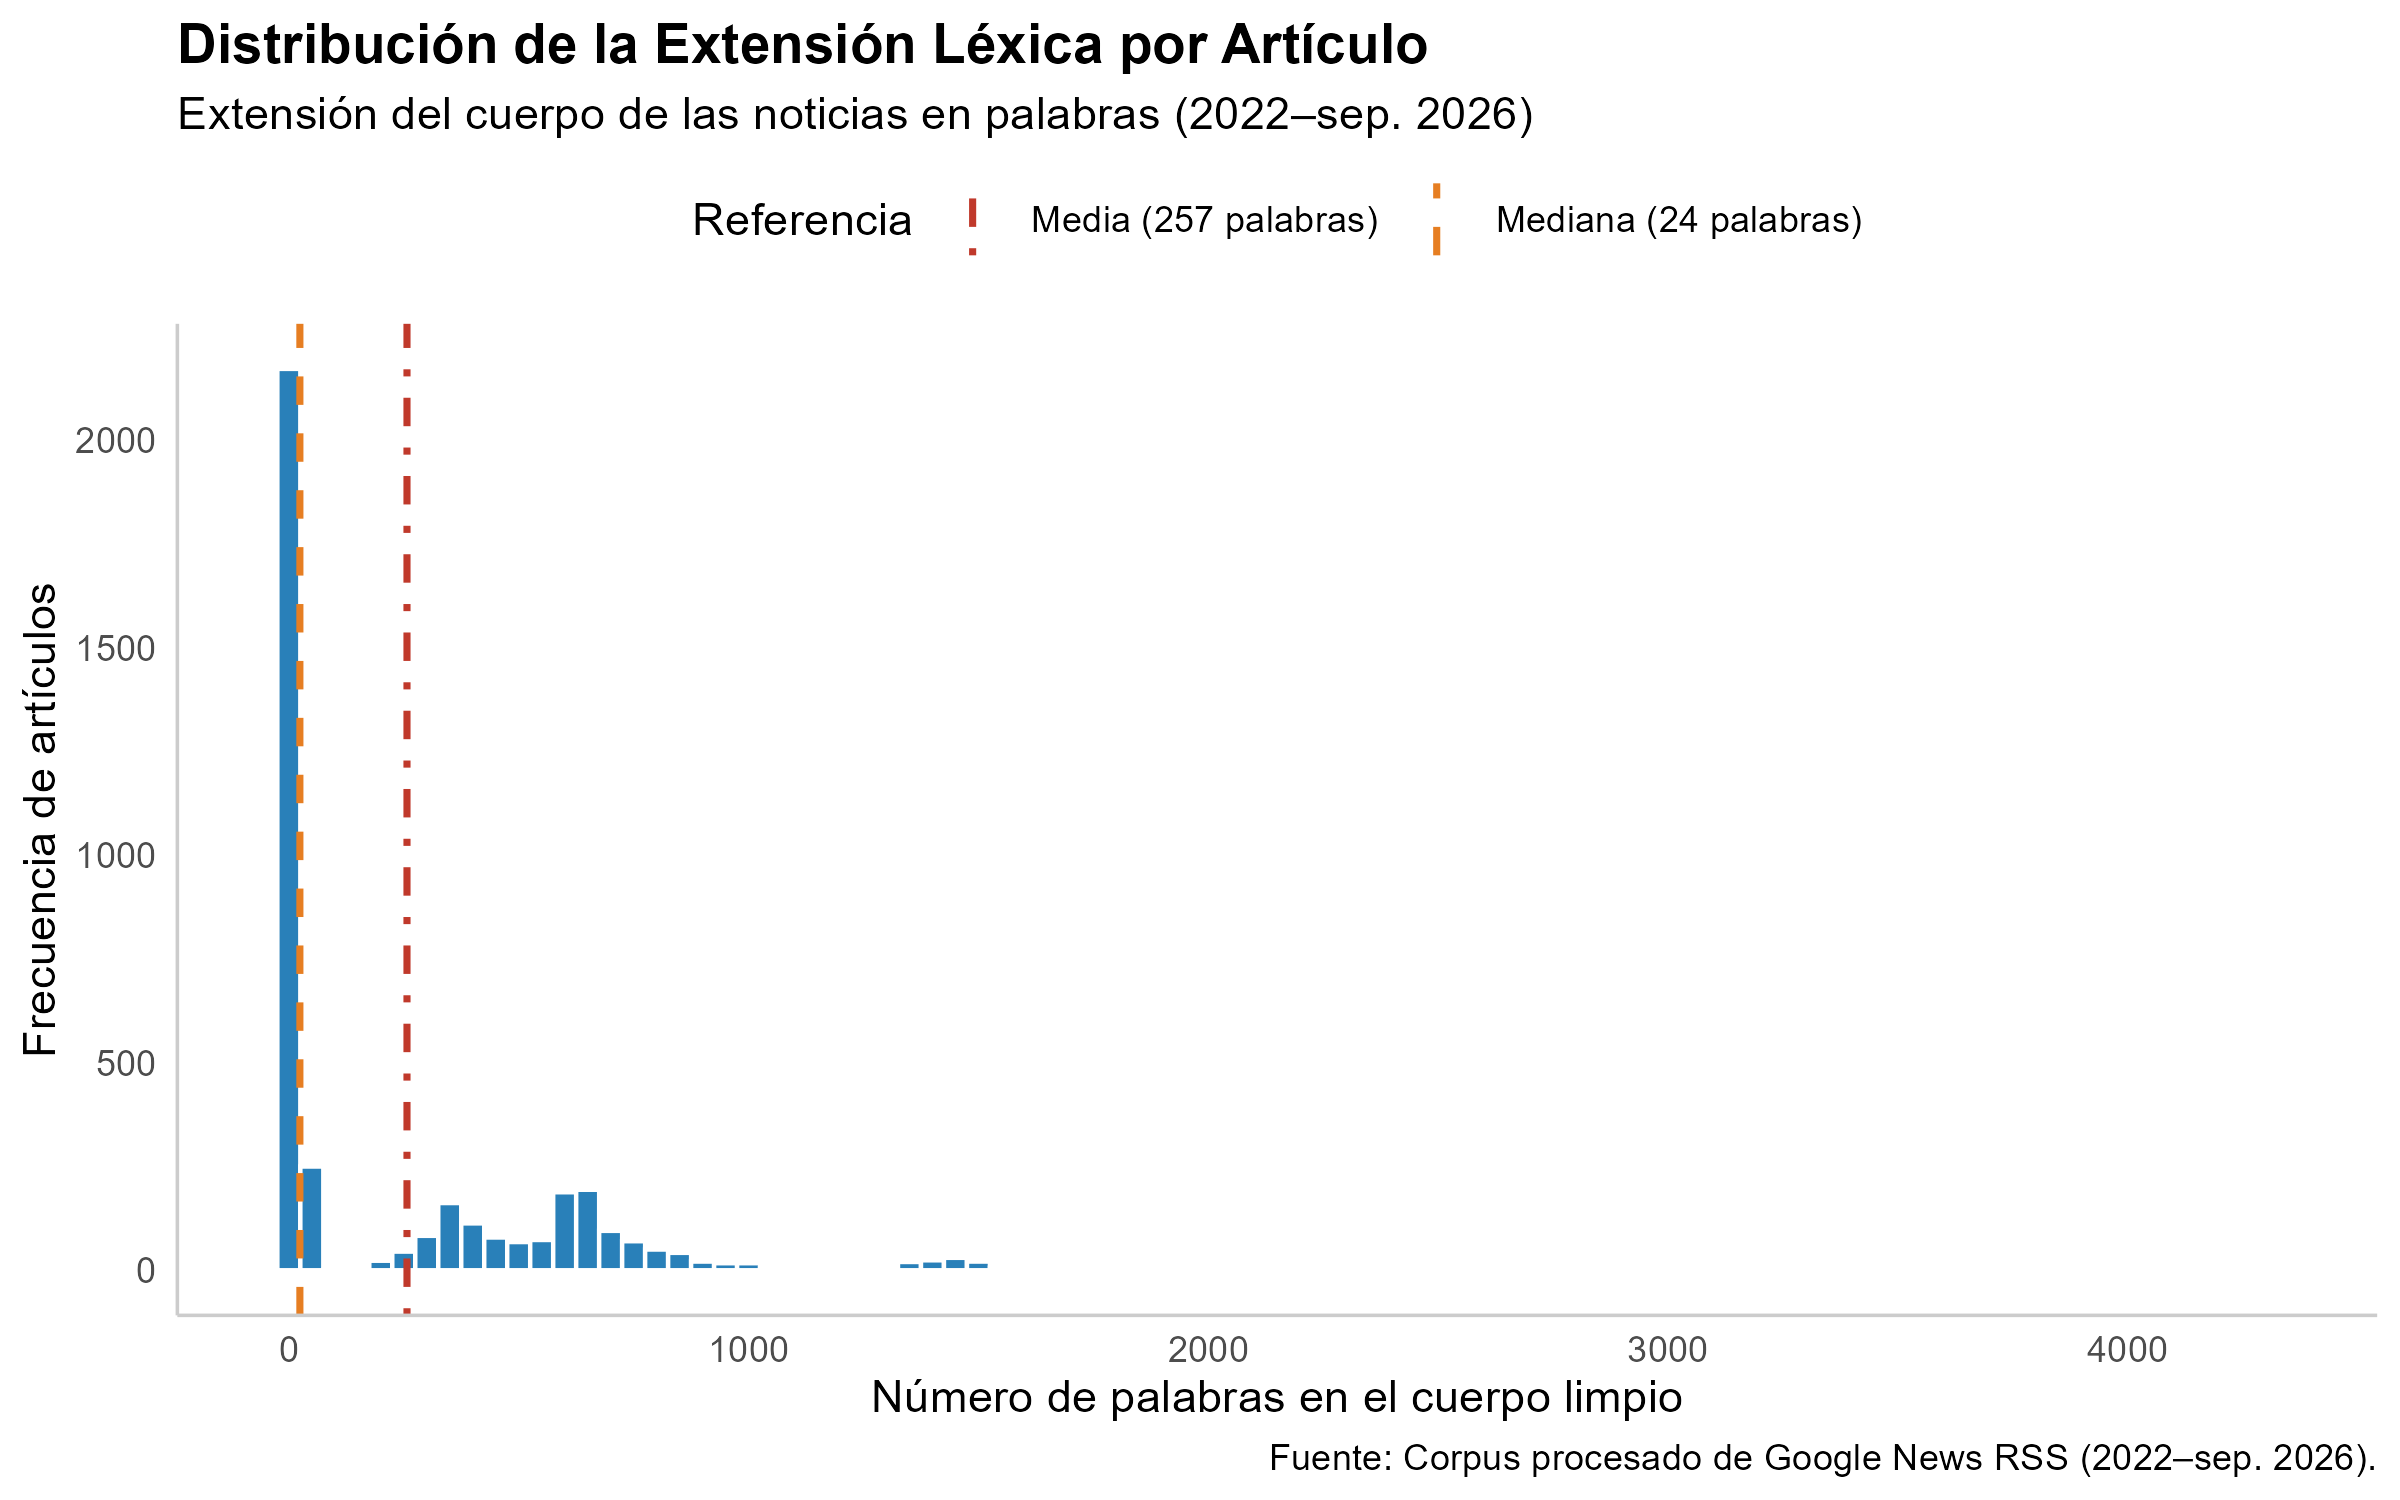 Distribución de la Extensión Léxica por Artículo
Extensión del cuerpo de las noticias en palabras (2022–sep. 2026)
Referencia Media (257 palabras) Mediana (24 palabras)
Frecuencia de artículos
2000
1500
1000
500
0
0 1000 2000 3000 4000
Número de palabras en el cuerpo limpio
Fuente: Corpus procesado de Google News RSS (2022–sep. 2026).